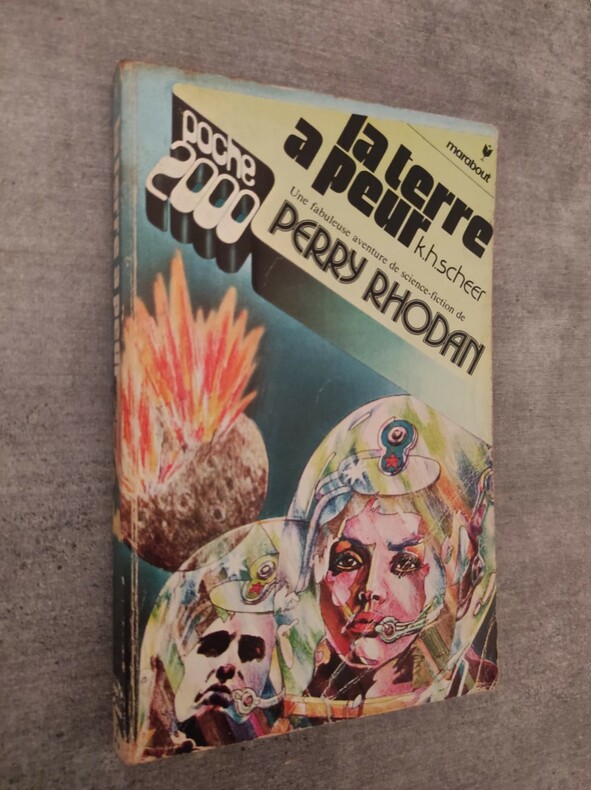 poche
2000
la terre
a peur
k.h.scheer
marabout
Une fabuleuse aventure de science-fiction de
PERRY RHODAN